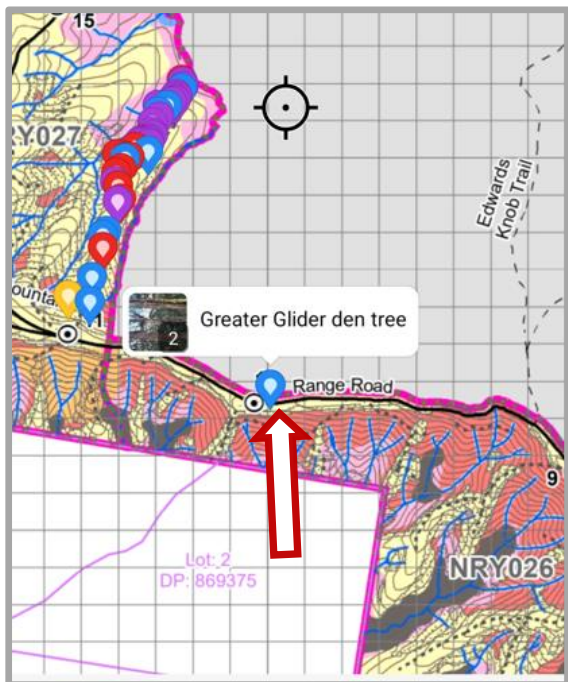 15
RY027
Edwards
Knob Trail
ounta
2
Greater Glider den tree
Range Road
9
Lot: 2
DP: 869375
NRY026